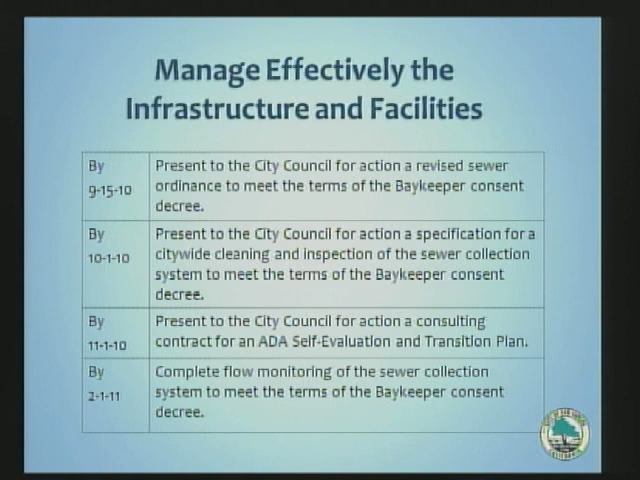 Manage Effectively the
Infrastructure and Facilities
By
9-15-10
Present to the City Council for action a revised sewer
ordinance to meet the terms of the Baykeeper consent
decree.
By
10-1-10
Present to the City Council for action a specification for a
citywide cleaning and inspection of the sewer collection
system to meet the terms of the Baykeeper consent
decree.
By
11-1-10
Present to the City Council for action a consulting
contract for an ADA Self-Evaluation and Transition Plan.
By
2-1-11
Complete flow monitoring of the sewer collection
system to meet the terms of the Baykeeper consent
decree.